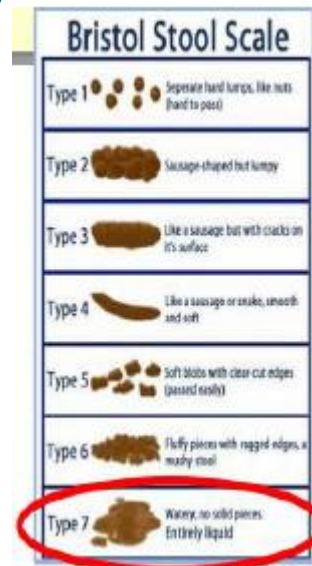 Bristol Stool Scale
Type 1
Seperate hard lumps, like nuts
(hard to pass)
Type 2
Sausage-shaped but lumpy
Type 3
Like a sausage but with cracks on
it's surface
Type 4
Like a sausage or snake, smooth
and soft
Type 5
Soft blobs with clear-cut edges
(passed easily)
Type 6
Fluffy pieces with ragged edges, a
mushy stool
Type 7
Watery, no solid pieces.
Entirely liquid